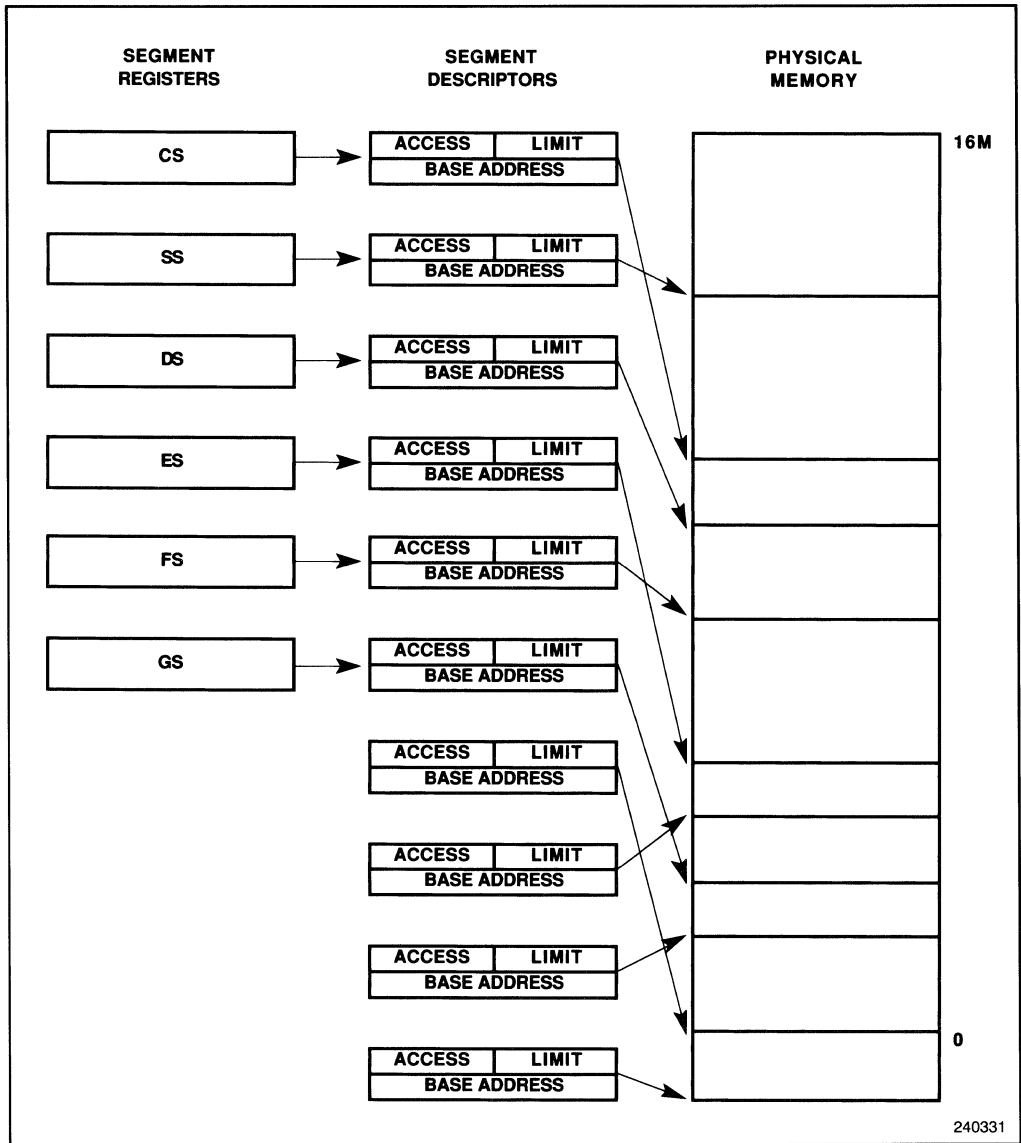 SEGMENT
REGISTERS
SEGMENT
DESCRIPTORS
PHYSICAL
MEMORY
CS
ACCESS LIMIT
BASE ADDRESS
16M
SS
ACCESS LIMIT
BASE ADDRESS
DS
ACCESS LIMIT
BASE ADDRESS
ES
ACCESS LIMIT
BASE ADDRESS
FS
ACCESS LIMIT
BASE ADDRESS
GS
ACCESS LIMIT
BASE ADDRESS
ACCESS LIMIT
BASE ADDRESS
ACCESS LIMIT
BASE ADDRESS
ACCESS LIMIT
BASE ADDRESS
0
ACCESS LIMIT
BASE ADDRESS
240331